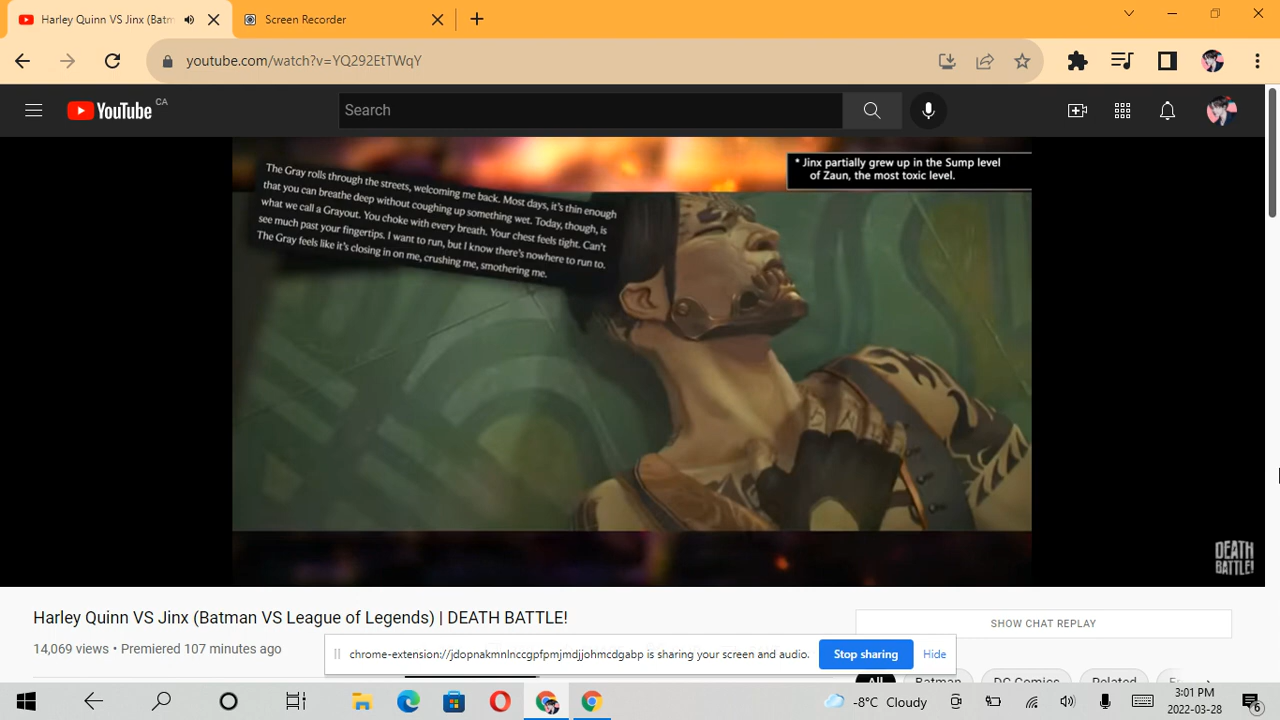 Harley Quinn VS Jinx (Batm
Screen Recorder
youtube.com/watch?v=YQ292EtTWqY
YouTube CA
Search
The Gray rolls through the streets, welcoming me back. Most days, it's thin enough
that you can breathe deep without coughing up something wet. Today, though, is
what we call a Grayout. You choke with every breath. Your chest feels tight. Can't
see much past your fingertips. I want to run, but I know there's nowhere to run to.
The Gray feels like it's closing in on me, crushing me, smothering me.
* Jinx partially grew up in the Sump level
of Zaun, the most toxic level.
DEATH
BATTLE!
Harley Quinn VS Jinx (Batman VS League of Legends) | DEATH BATTLE!
14,069 views • Premiered 107 minutes ago
SHOW CHAT REPLAY
chrome-extension://jdopnakmnlnccgpfpmjmdjjohmcdgabp is sharing your screen and audio.
Stop sharing
Hide
All
Batman
DC Comics
Related
-8°C Cloudy
3:01 PM
2022-03-28
6